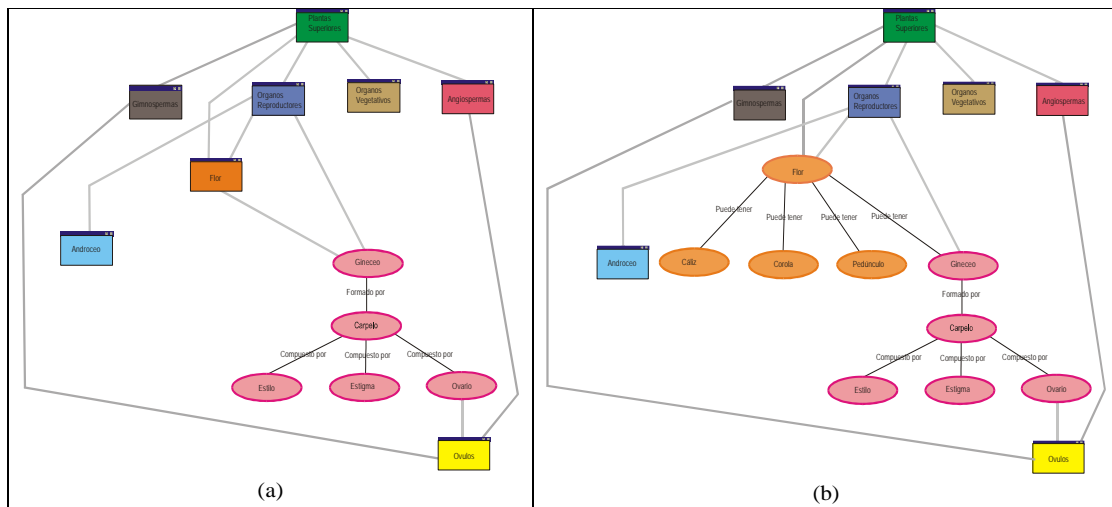 Plantas
Superiores
Gimnospermas
Organos
Reproductores
Organos
Vegetativos
Angiospermas
Flor
Androceo
Gineceo
Formado por
Carpelo
Compuesto por
Compuesto por
Compuesto por
Estilo
Estigma
Ovario
Ovulos
(a)
Plantas
Superiores
Gimnospermas
Organos
Reproductores
Organos
Vegetativos
Angiospermas
Flor
Puede tener
Puede tener
Puede tener
Puede tener
Androceo
Cáliz
Corola
Pedúnculo
Gineceo
Formado por
Carpelo
Compuesto por
Compuesto por
Compuesto por
Estilo
Estigma
Ovario
Ovulos
(b)